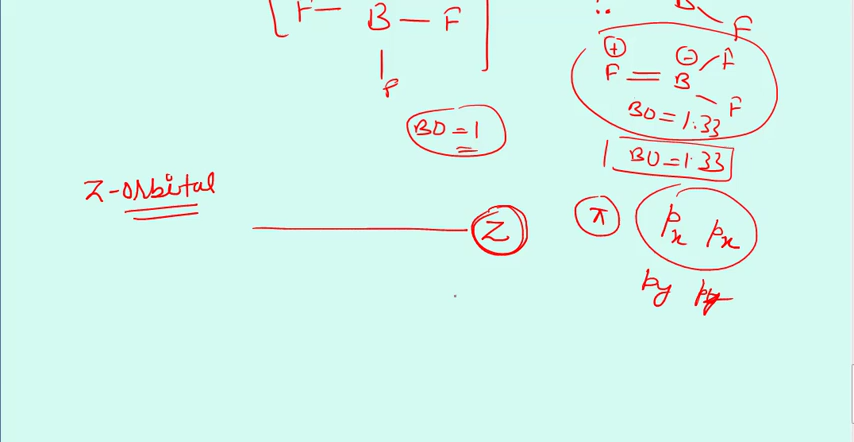 [ F — B — F ]
F
B
F
⊕ ⊖
F = B F
F
BO = 1.33
BO = 1
BO = 1.33
Z-orbital
Z
π
px px
py py